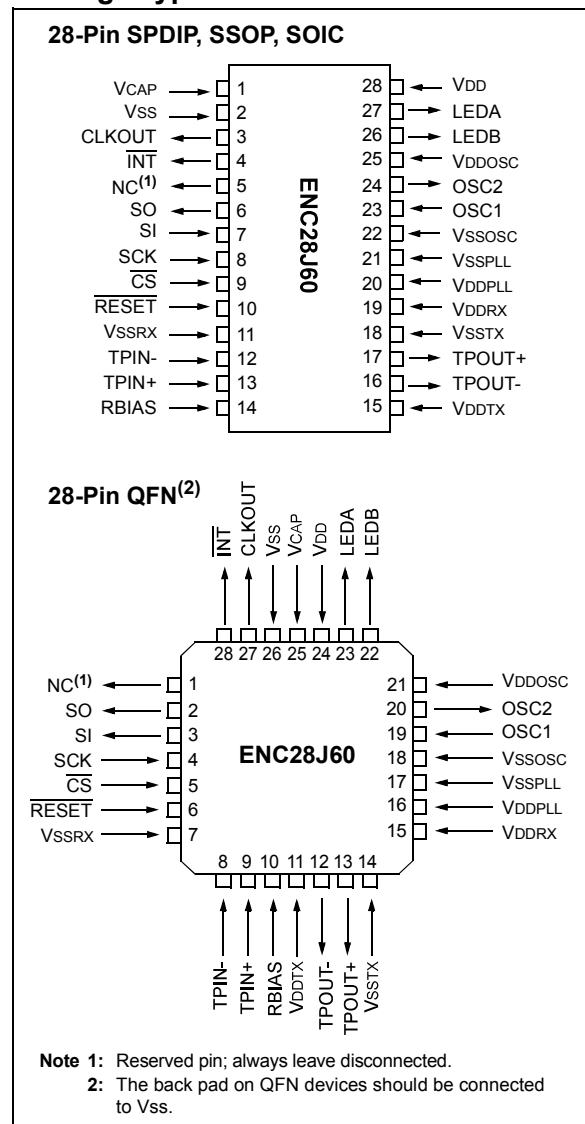 28-Pin SPDIP, SSOP, SOIC
VCAP 1
VSS 2
CLKOUT 3
INT 4
NC(1) 5
SO 6
SI 7
SCK 8
CS 9
RESET 10
VSSRX 11
TPIN- 12
TPIN+ 13
RBIAS 14
ENC28J60
28 VDD
27 LEDA
26 LEDB
25 VDDOSC
24 OSC2
23 OSC1
22 VSSOSC
21 VSSPLL
20 VDDPLL
19 VDDRX
18 VSSTX
17 TPOUT+
16 TPOUT-
15 VDDTX
28-Pin QFN(2)
INT CLKOUT VSS VCAP VDD LEDA LEDB
28 27 26 25 24 23 22
NC(1) 1
SO 2
SI 3
SCK 4
CS 5
RESET 6
VSSRX 7
ENC28J60
21 VDDOSC
20 OSC2
19 OSC1
18 VSSOSC
17 VSSPLL
16 VDDPLL
15 VDDRX
8 9 10 11 12 13 14
TPIN- TPIN+ RBIAS VDDTX TPOUT- TPOUT+ VSSTX
Note 1: Reserved pin; always leave disconnected.
2: The back pad on QFN devices should be connected
to Vss.